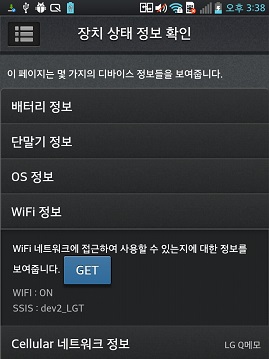 오후 3:38
장치 상태 정보 확인
이 페이지는 몇 가지의 디바이스 정보들을 보여줍니다.
배터리 정보
단말기 정보
OS 정보
WiFi 정보
WiFi 네트워크에 접근하여 사용할 수 있는지에 대한 정보를
보여줍니다. GET
WIFI : ON
SSIS : dev2_LGT
Cellular 네트워크 정보 LG Q메모